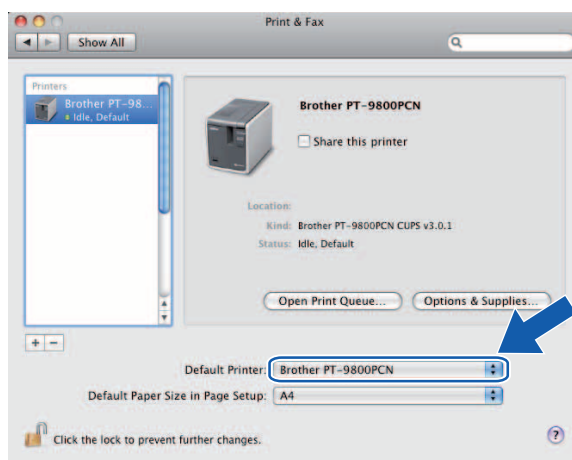 Print & Fax
Show All
Printers
Brother PT-98...
Idle, Default
Brother PT-9800PCN
Share this printer
Location:
Kind: Brother PT-9800PCN CUPS v3.0.1
Status: Idle, Default
Open Print Queue...
Options & Supplies...
+ -
Default Printer: Brother PT-9800PCN
Default Paper Size in Page Setup: A4
Click the lock to prevent further changes.
?